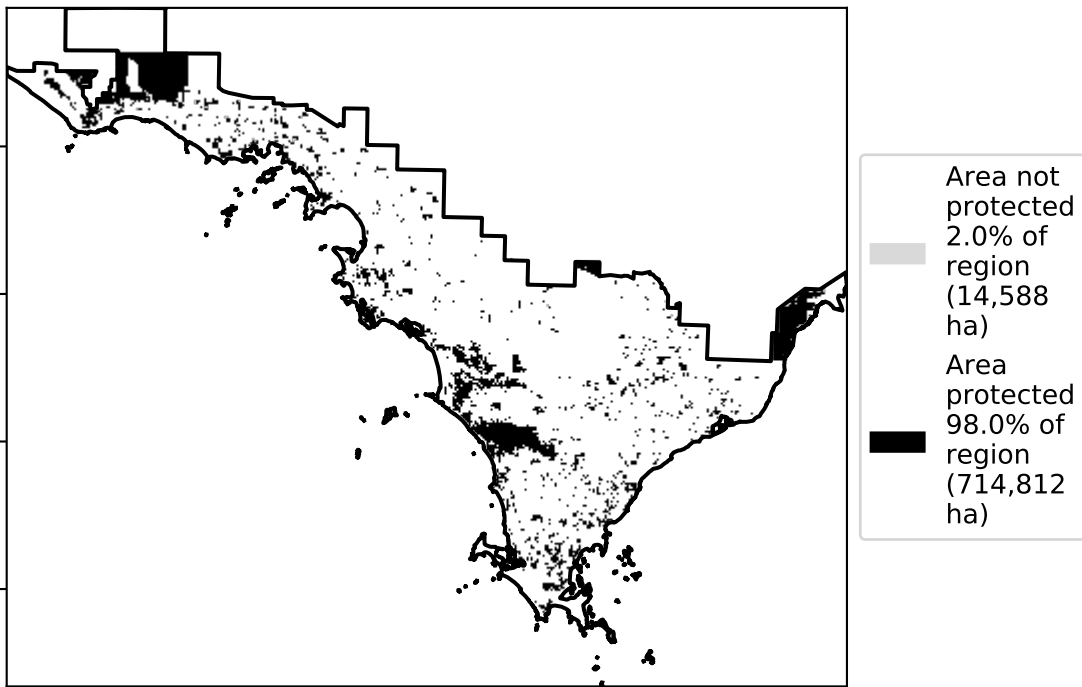 Area not
protected
2.0% of
region
(14,588
ha)
Area
protected
98.0% of
region
(714,812
ha)